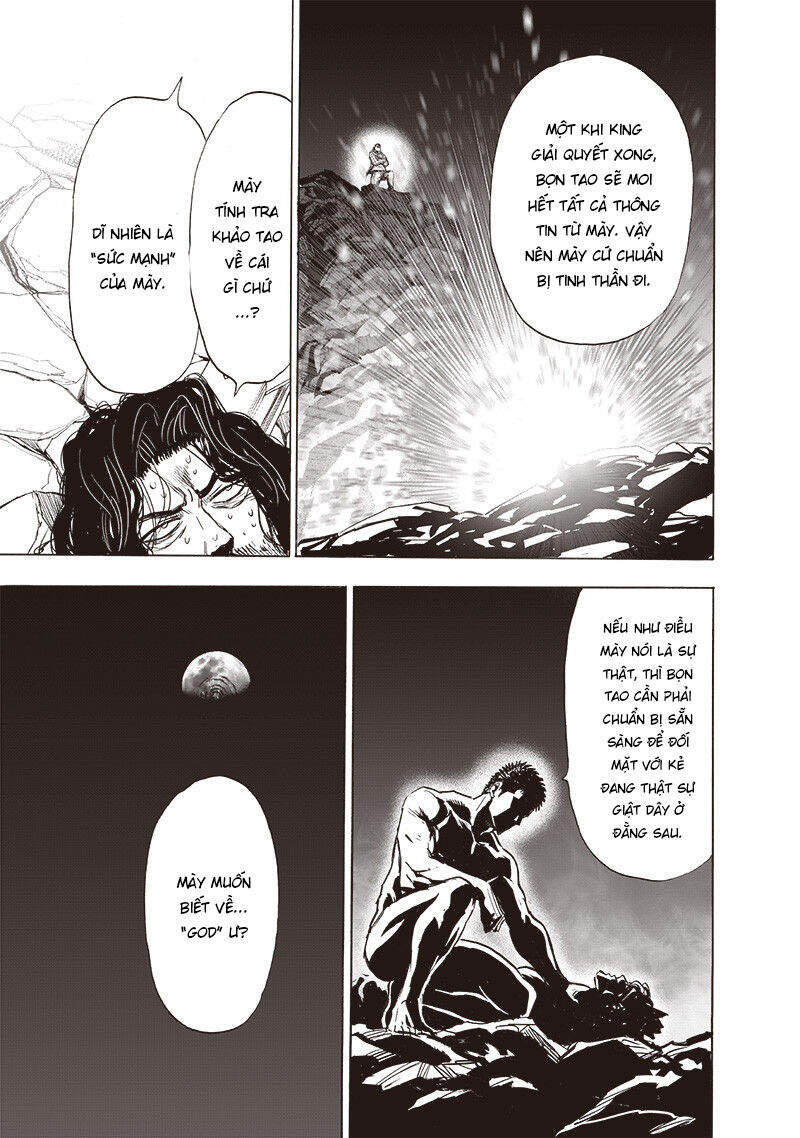 MỘT KHI KING
GIẢI QUYẾT XONG,
BỌN TAO SẼ MOI
HẾT TẤT CẢ THÔNG
TIN TỪ MÀY. VẬY
NÊN MÀY CỨ CHUẨN
BỊ TINH THẦN ĐI.
MÀY
TÍNH TRA
KHẢO TAO
VỀ CÁI
GÌ CHỨ
...?
DĨ NHIÊN LÀ
"SỨC MẠNH"
CỦA MÀY.
NẾU NHƯ ĐIỀU
MÀY NÓI LÀ SỰ
THẬT, THÌ BỌN
TAO CẦN PHẢI
CHUẨN BỊ SẴN
SÀNG ĐỂ ĐỐI
MẶT VỚI KẺ
ĐANG THẬT SỰ
GIẬT DÂY Ở
ĐẰNG SAU.
MÀY MUỐN
BIẾT VỀ...
"GOD" Ư?